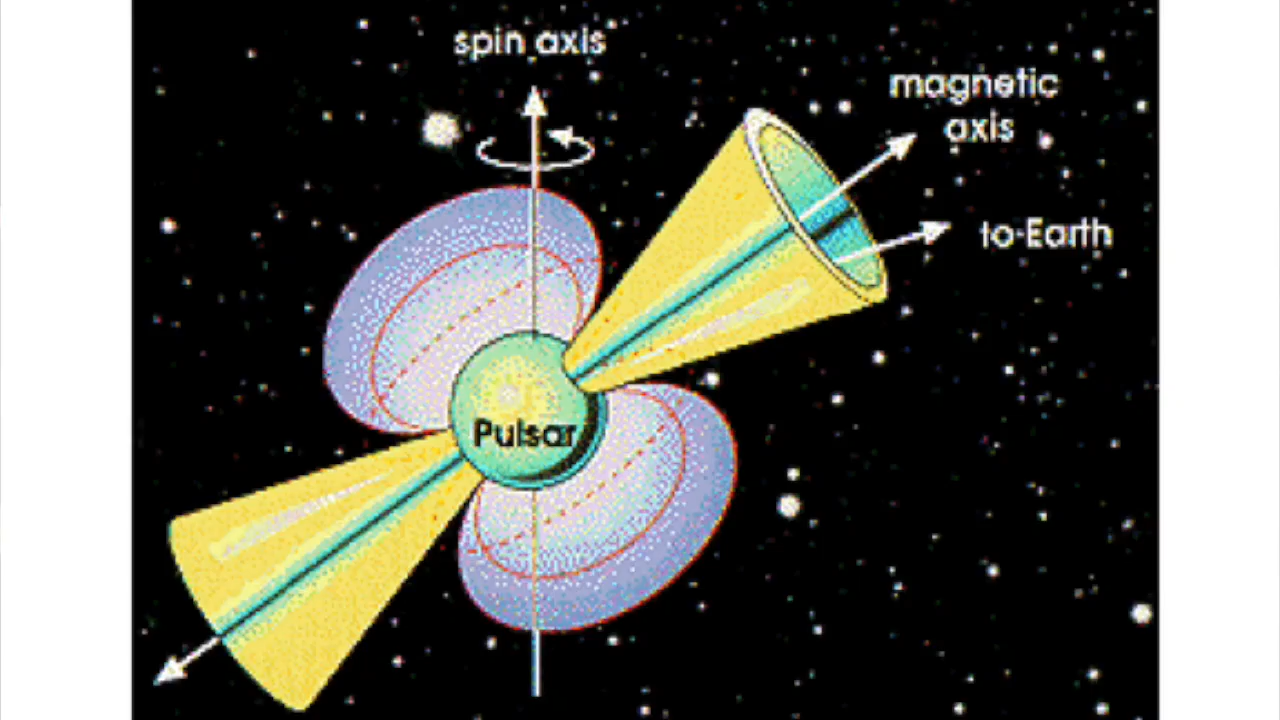 spin axis
magnetic
axis
to Earth
Pulsar